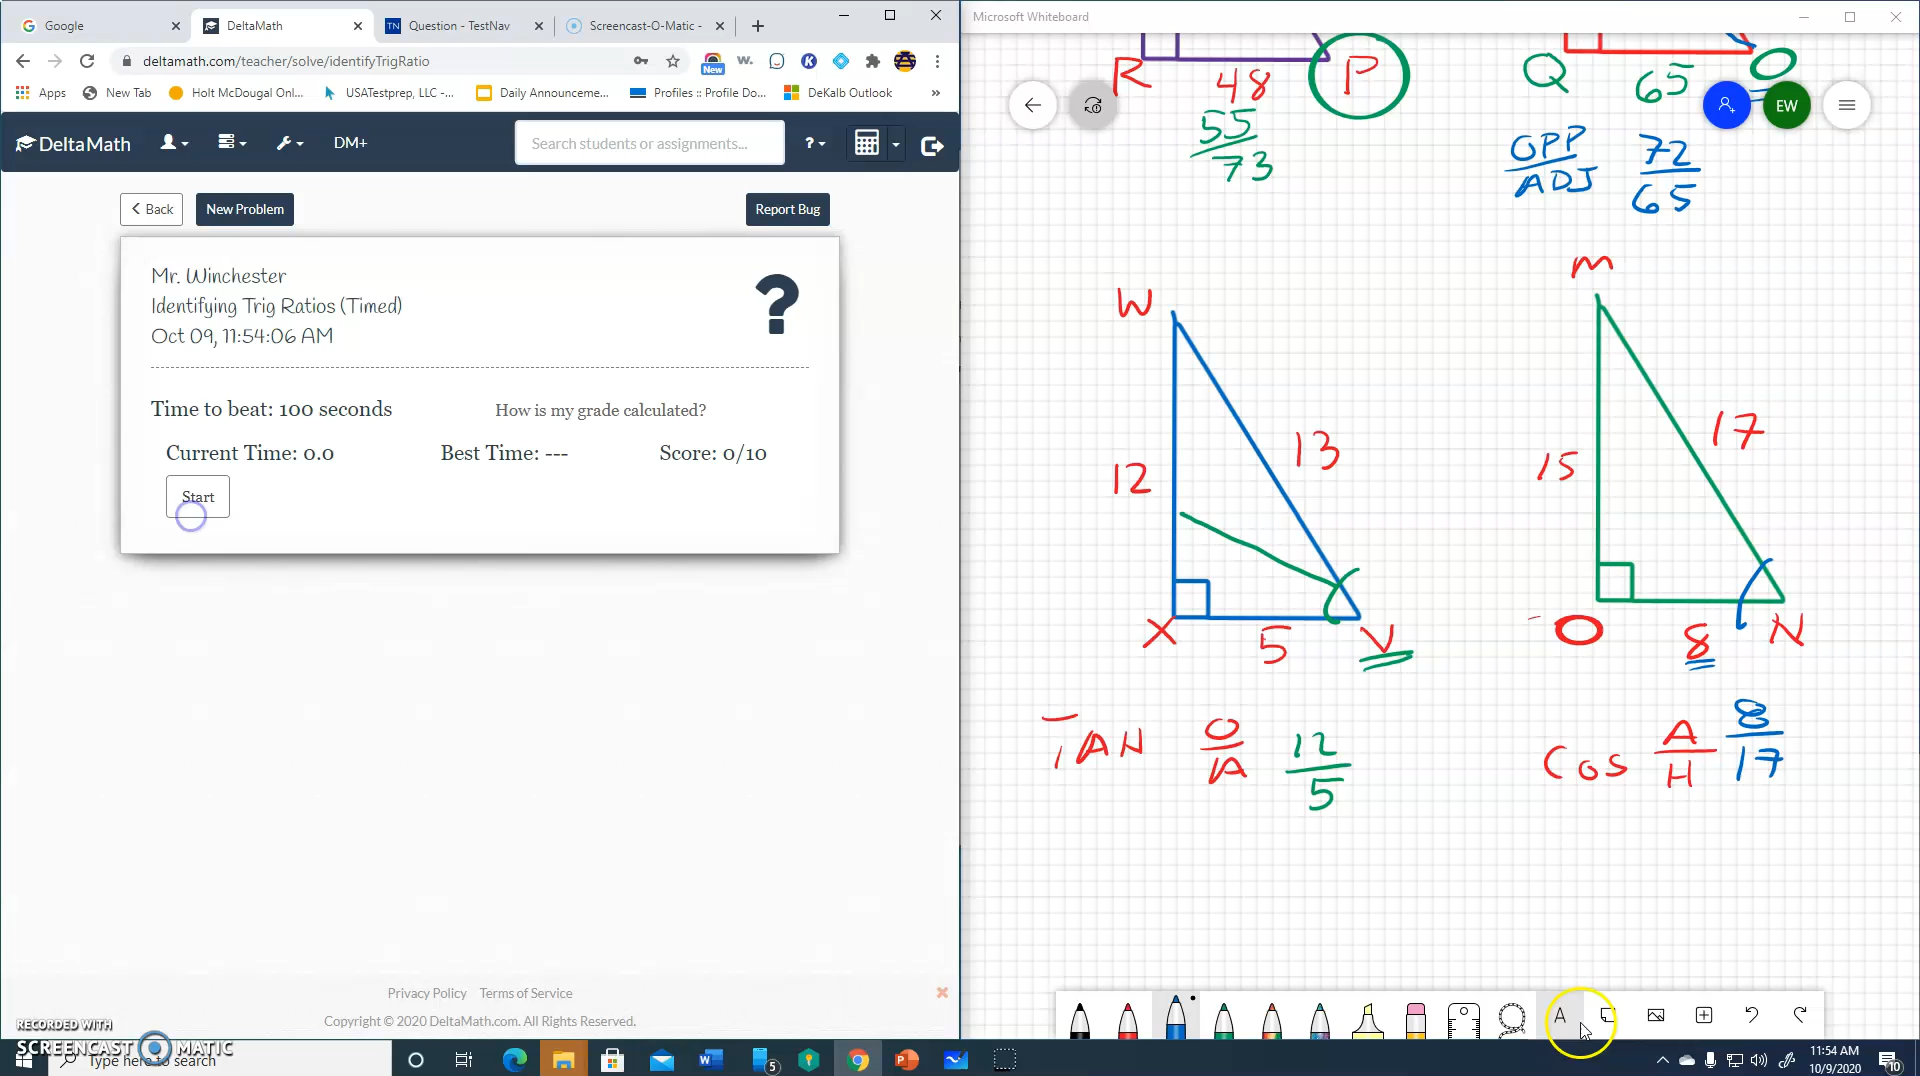 Google
DeltaMath
TN Question - TestNav
Screencast-O-Matic -
deltamath.com/teacher/solve/identifyTrigRatio
New
Apps
New Tab
Holt McDougal Onl...
USATestprep, LLC -...
Daily Announceme...
Profiles :: Profile Do...
DeKalb Outlook
»
DeltaMath
DM+
Search students or assignments...
?
Back
New Problem
Report Bug
Mr. Winchester
Identifying Trig Ratios (Timed)
Oct 09, 11:54:06 AM
?
Time to beat: 100 seconds
How is my grade calculated?
Current Time: 0.0
Best Time: ---
Score: 0/10
Start
Privacy Policy
Terms of Service
Copyright © 2020 DeltaMath.com. All Rights Reserved.
RECORDED WITH
SCREENCAST MATIC
Type here to search
Microsoft Whiteboard
EW
R
48
P
55
73
Q
65
O
OPP
ADJ
72
65
W
12
13
X
5
V
TAN
O
A
12
5
M
15
17
O
8
N
COS
A
H
8
17
A
5
11:54 AM
10/9/2020
10